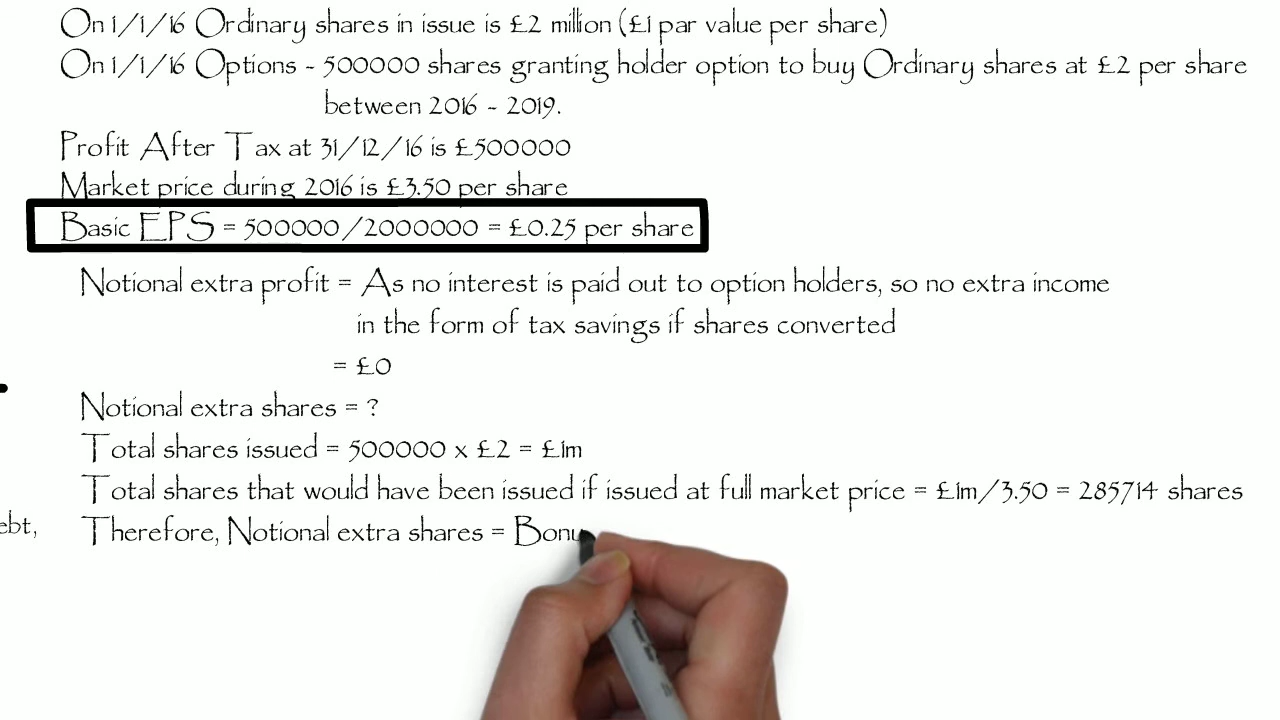 On 1/1/16 Ordinary shares in issue is £2 million (£1 par value per share)
On 1/1/16 Options - 500000 shares granting holder option to buy Ordinary shares at £2 per share
between 2016 - 2019.
Profit After Tax at 31/12/16 is £500000
Market price during 2016 is £3.50 per share
Basic EPS = 500000/2000000 = £0.25 per share
Notional extra profit = As no interest is paid out to option holders, so no extra income
in the form of tax savings if shares converted
= £0
Notional extra shares = ?
Total shares issued = 500000 x £2 = £1m
Total shares that would have been issued if issued at full market price = £1m/3.50 = 285714 shares
ebt,
Therefore, Notional extra shares = Bonu